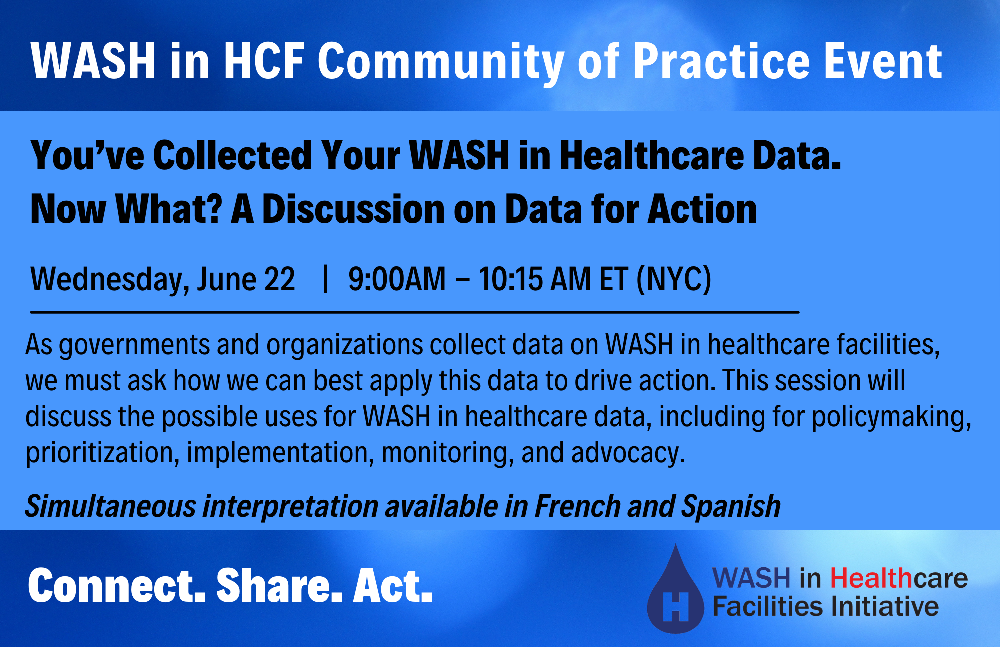 WASH in HCF Community of Practice Event
You’ve Collected Your WASH in Healthcare Data.
Now What? A Discussion on Data for Action
Wednesday, June 22 | 9:00AM – 10:15 AM ET (NYC)
As governments and organizations collect data on WASH in healthcare facilities,
we must ask how we can best apply this data to drive action. This session will
discuss the possible uses for WASH in healthcare data, including for policymaking,
prioritization, implementation, monitoring, and advocacy.
Simultaneous interpretation available in French and Spanish
Connect. Share. Act.
H
WASH in Healthcare
Facilities Initiative